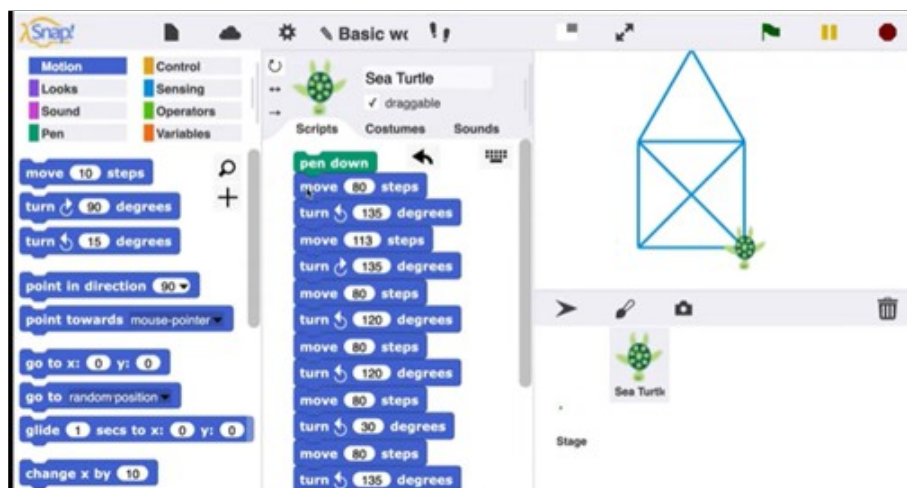 Snap!
Basic wo
Motion Control
Looks Sensing
Sound Operators
Pen Variables
move 10 steps
turn 90 degrees
turn 15 degrees
point in direction 90
point towards mouse-pointer
go to x: 0 y: 0
go to random position
glide 1 secs to x: 0 y: 0
change x by 10
Sea Turtle
draggable
Scripts Costumes Sounds
pen down
move 80 steps
turn 135 degrees
move 113 steps
turn 135 degrees
move 80 steps
turn 120 degrees
move 80 steps
turn 120 degrees
move 80 steps
turn 30 degrees
move 80 steps
turn 135 degrees
Sea Turtle
Stage